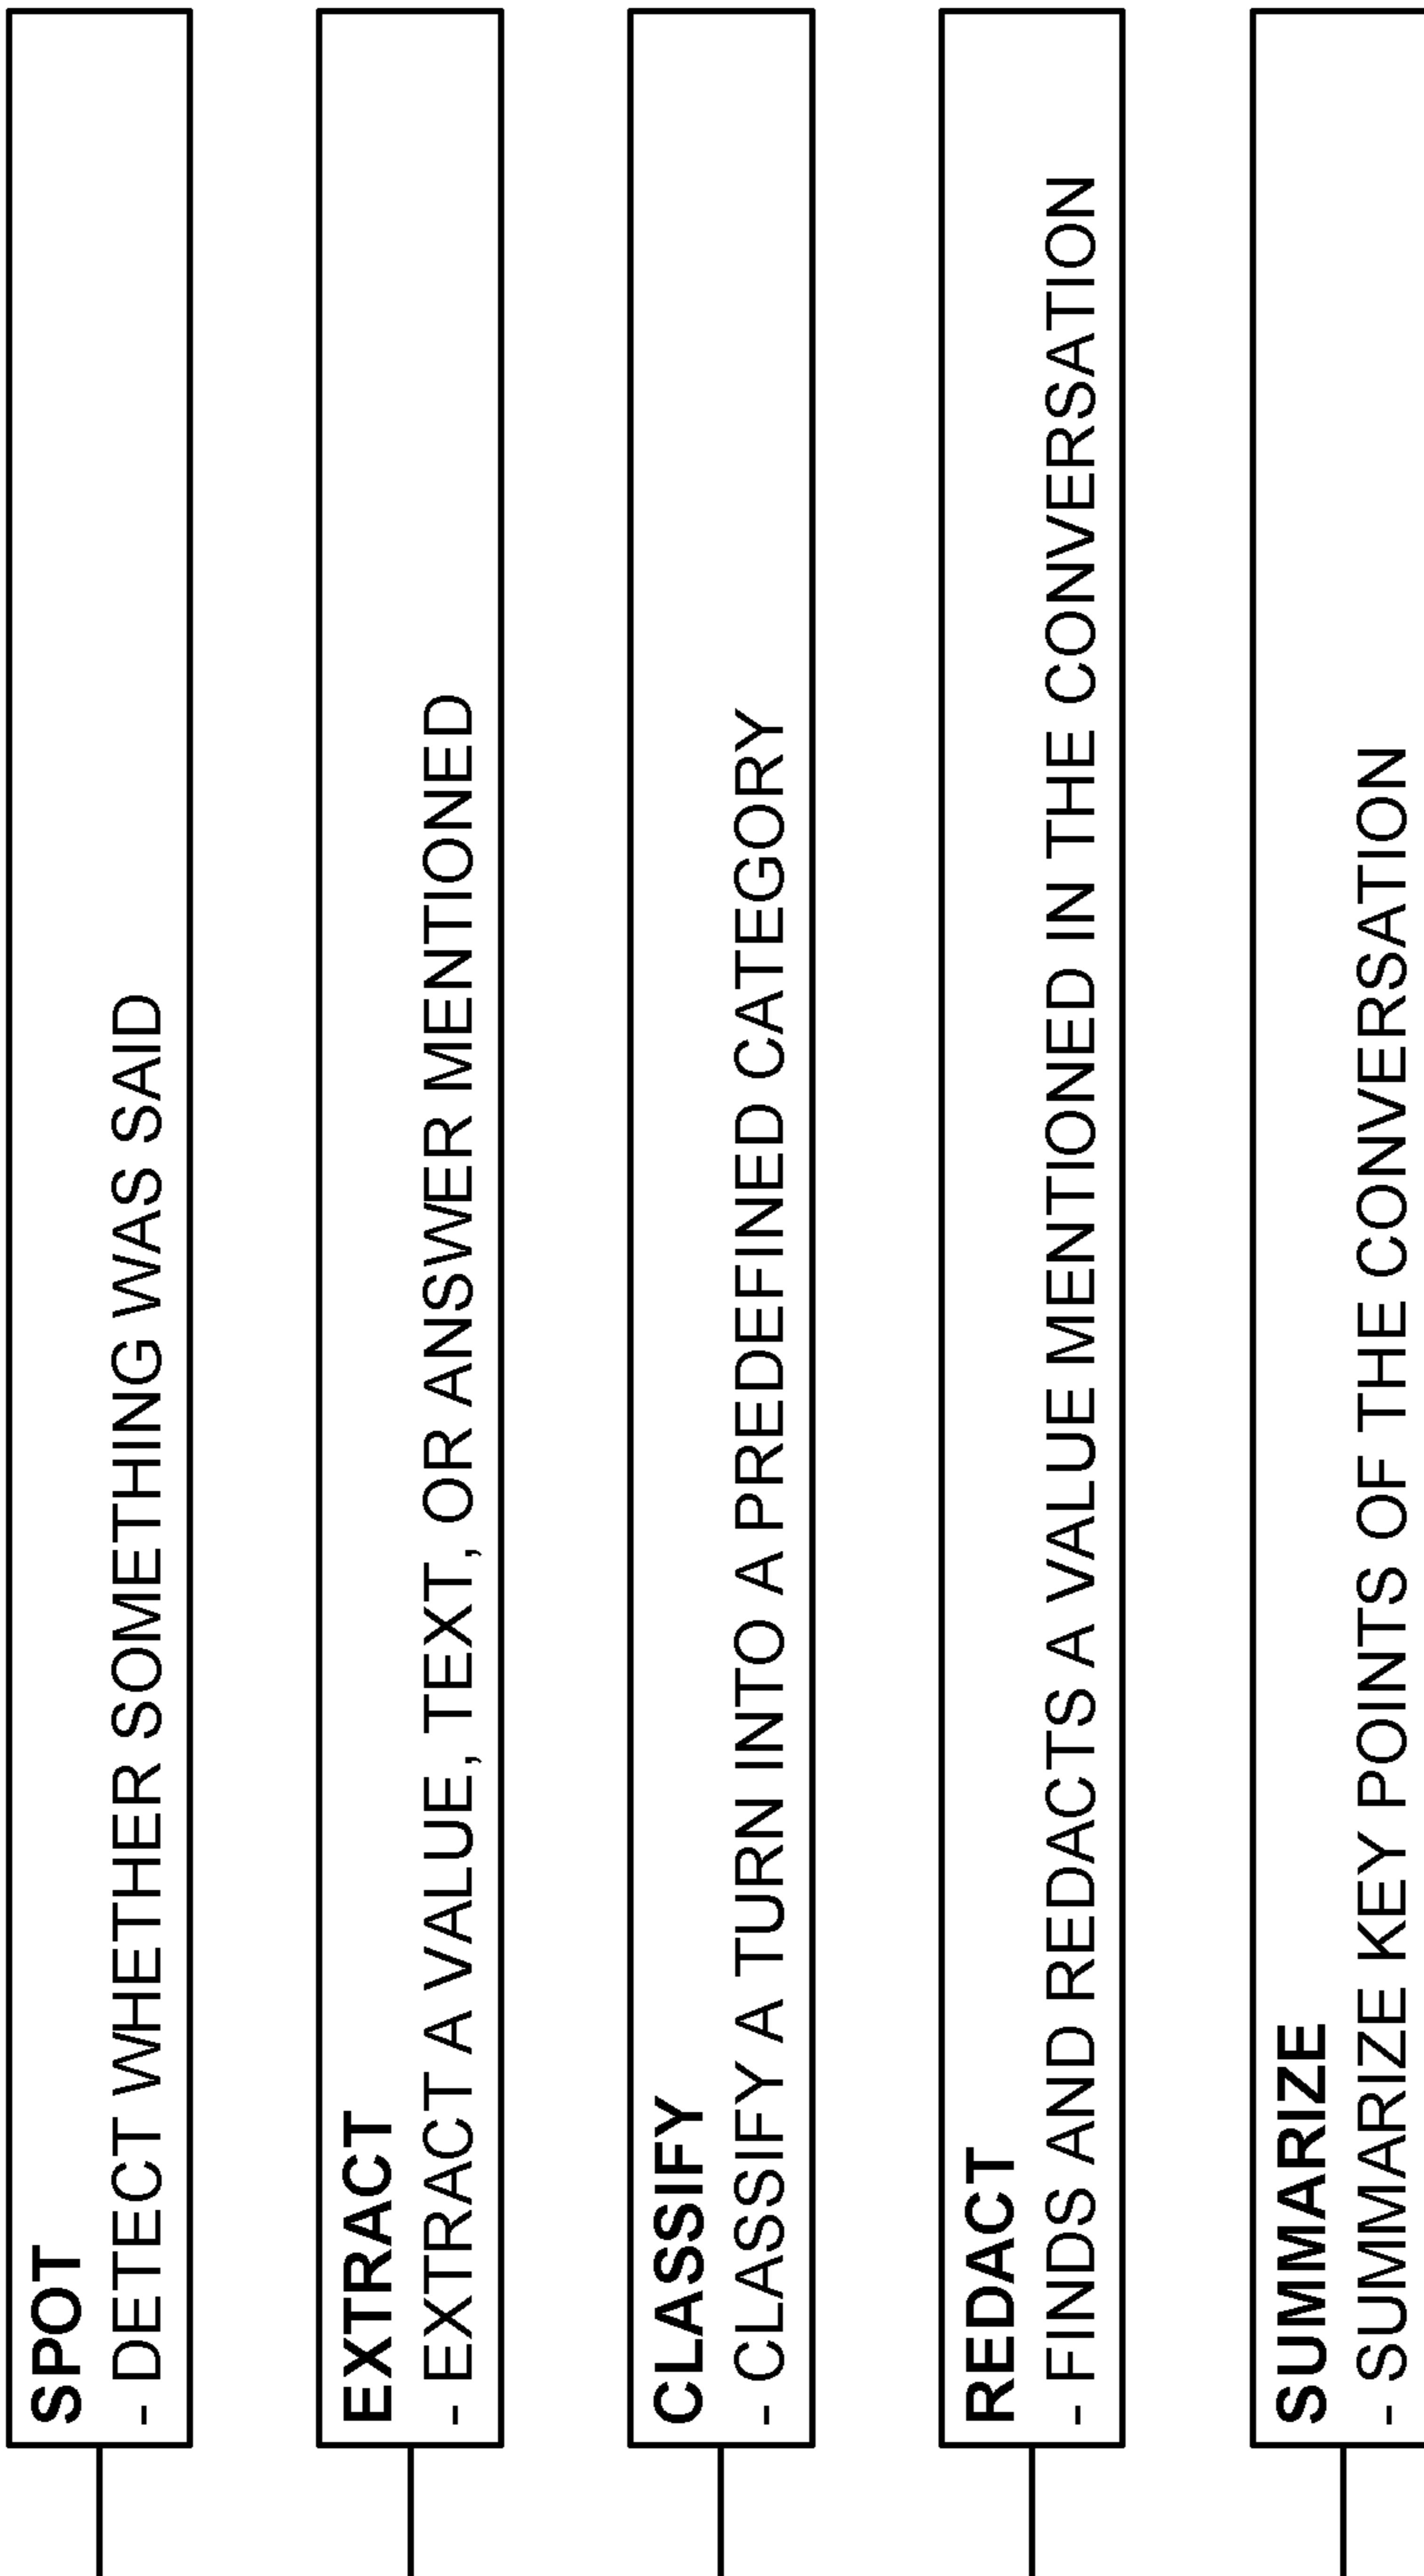 SPOT
- DETECT WHETHER SOMETHING WAS SAID
EXTRACT
- EXTRACT A VALUE, TEXT, OR ANSWER MENTIONED
CLASSIFY
- CLASSIFY A TURN INTO A PREDEFINED CATEGORY
REDACT
- FINDS AND REDACTS A VALUE MENTIONED IN THE CONVERSATION
SUMMARIZE
- SUMMARIZE KEY POINTS OF THE CONVERSATION